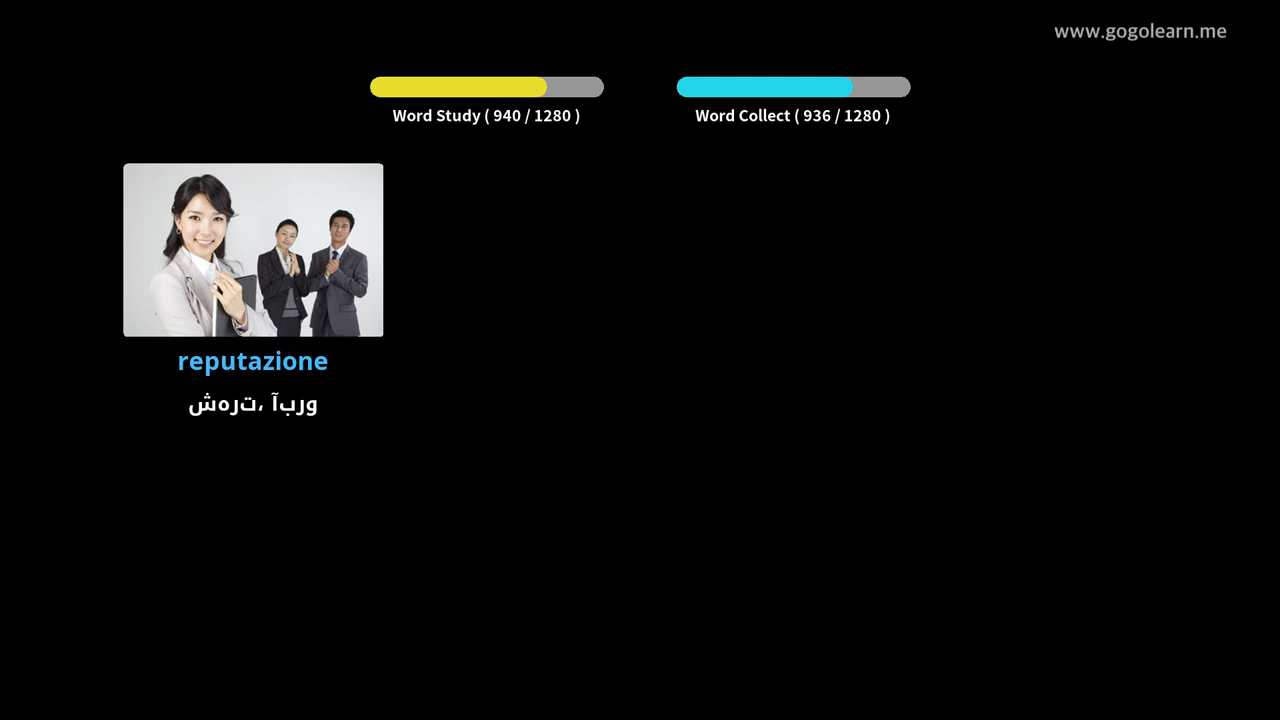 www.gogolearn.me
Word Study ( 940 / 1280 )
Word Collect ( 936 / 1280 )
reputazione
شهرت، آبرو